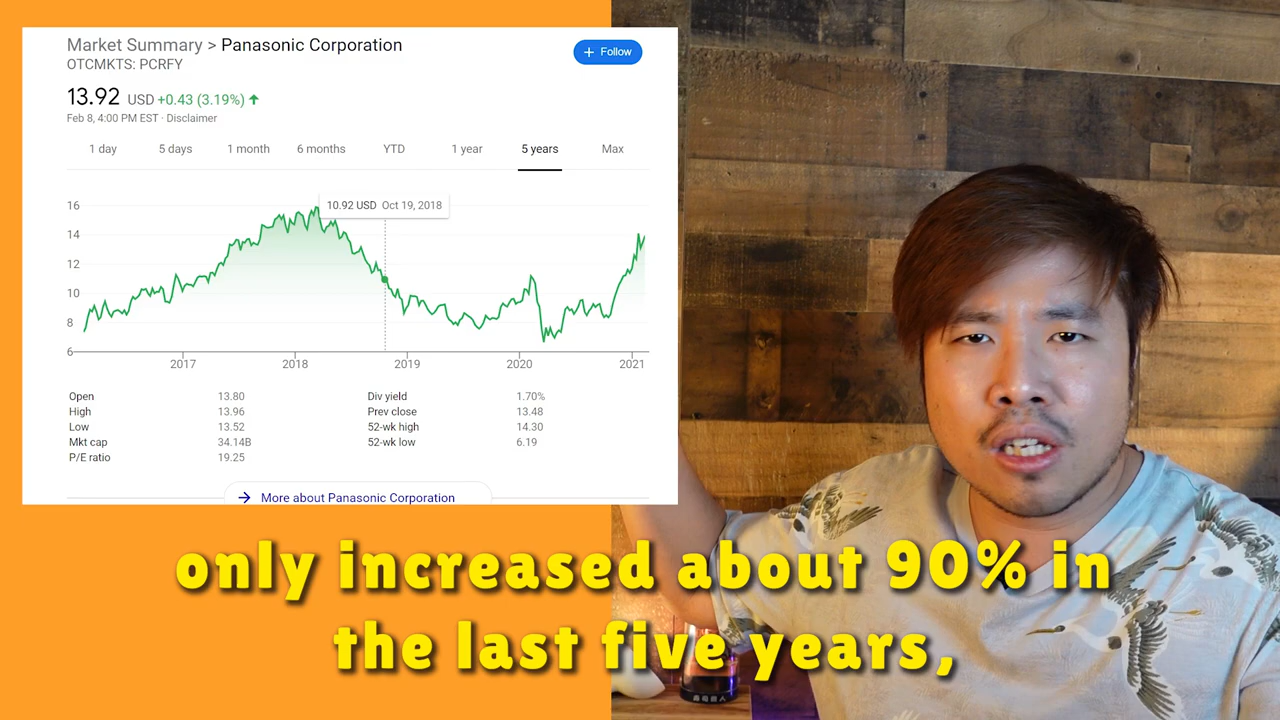 Market Summary > Panasonic Corporation
OTCMKTS: PCRFY
+ Follow
13.92 USD +0.43 (3.19%)
Feb 8, 4:00 PM EST · Disclaimer
1 day 5 days 1 month 6 months YTD 1 year 5 years Max
10.92 USD Oct 19, 2018
16
14
12
10
8
6
2017 2018 2019 2020 2021
Open 13.80 Div yield 1.70%
High 13.96 Prev close 13.48
Low 13.52 52-wk high 14.30
Mkt cap 34.14B 52-wk low 6.19
P/E ratio 19.25
More about Panasonic Corporation
only increased about 90% in
the last five years,